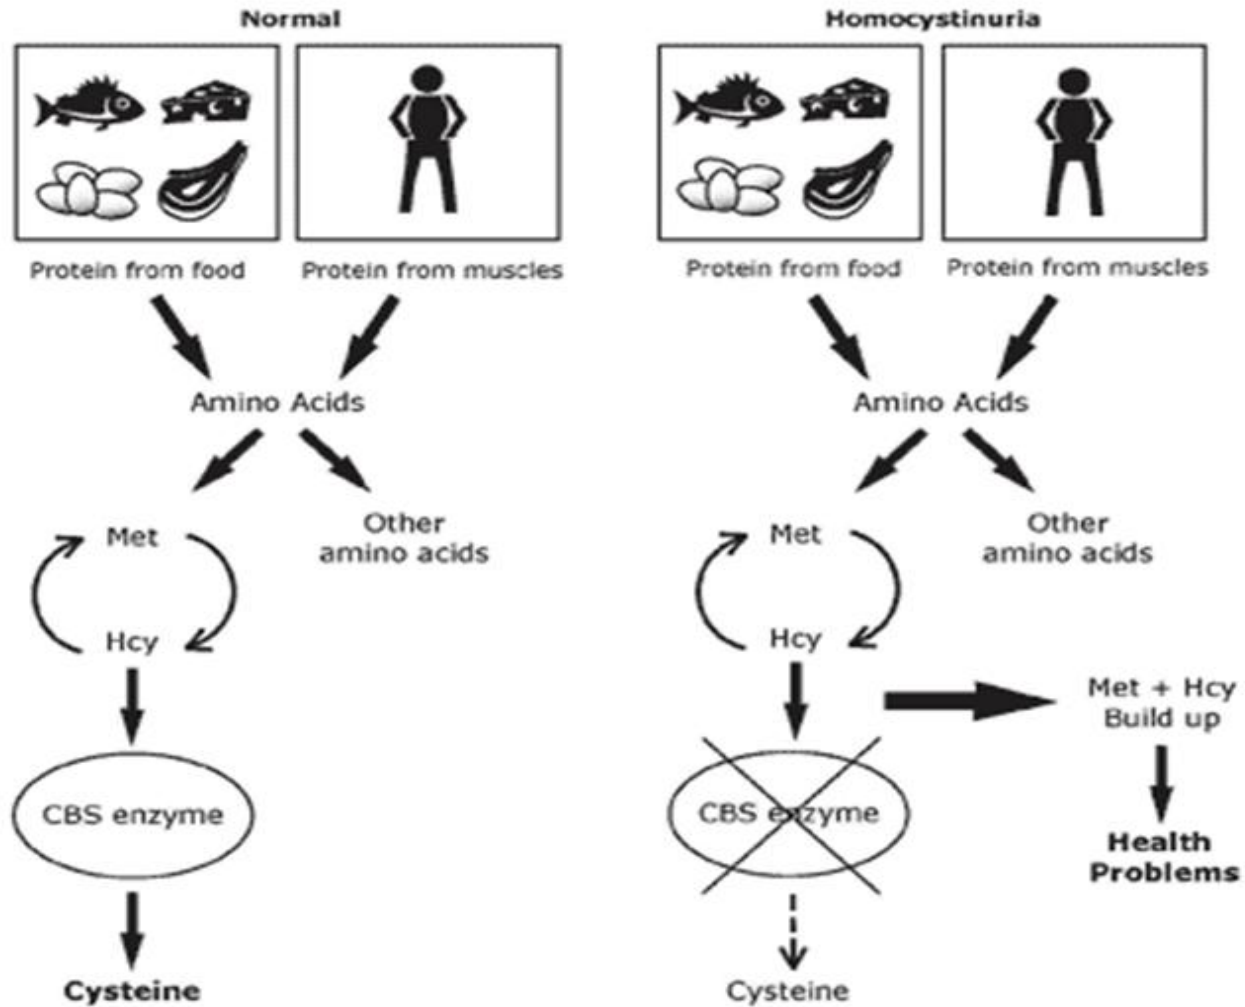 Normal
Protein from food
Protein from muscles
Amino Acids
Met
Other
amino acids
Hcy
CBS enzyme
Cysteine
Homocystinuria
Protein from food
Protein from muscles
Amino Acids
Met
Other
amino acids
Hcy
Met + Hcy
Build up
CBS enzyme
Health
Problems
Cysteine